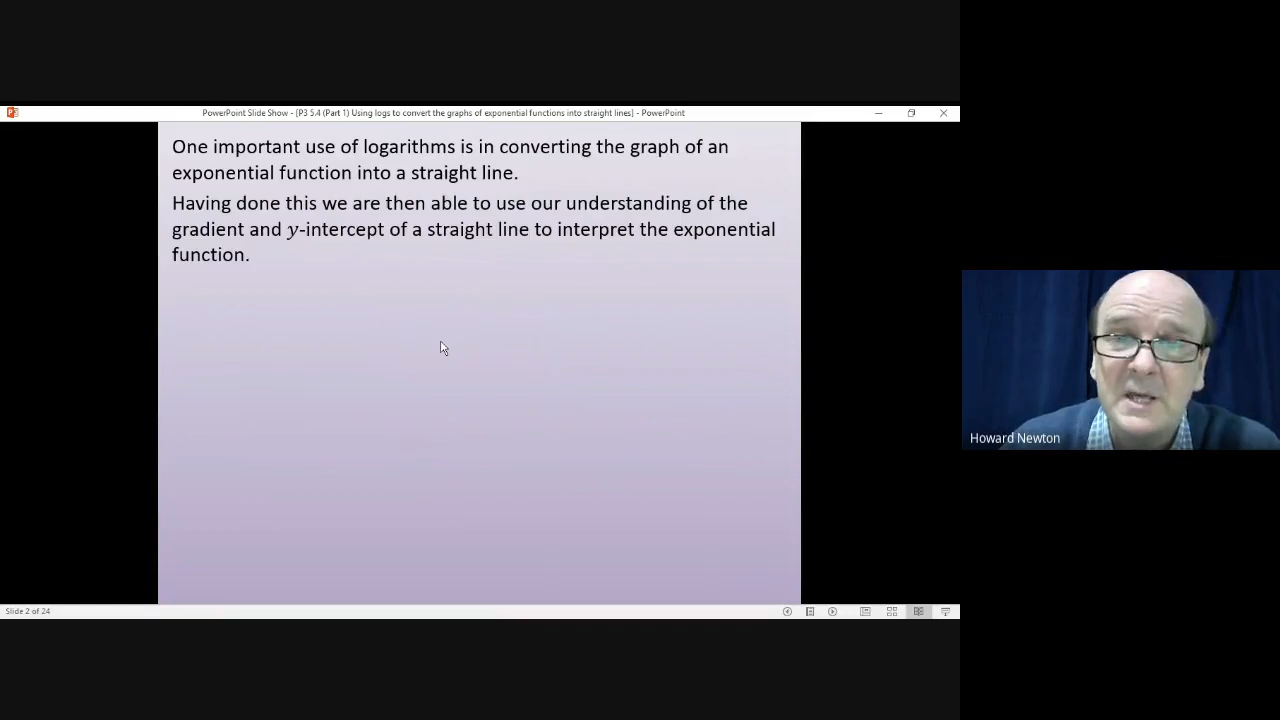 PowerPoint Slide Show - [P3 5.4 (Part 1) Using logs to convert the graphs of exponential functions into straight lines] - PowerPoint
One important use of logarithms is in converting the graph of an
exponential function into a straight line.
Having done this we are then able to use our understanding of the
gradient and y-intercept of a straight line to interpret the exponential
function.
Howard Newton
Slide 2 of 24